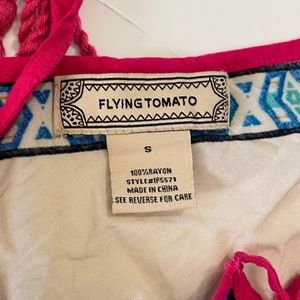 FLYING TOMATO
S
100%RAYON
STYLE#IP5571
MADE IN CHINA
SEE REVERSE FOR CARE